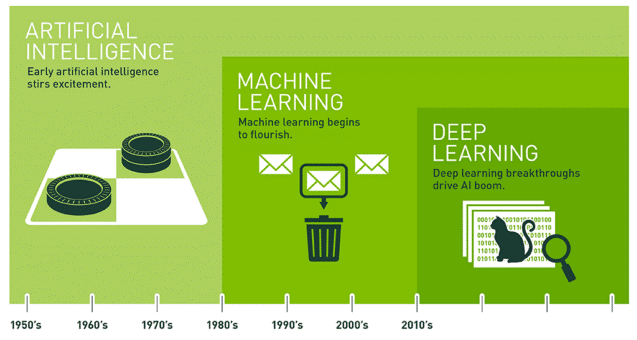 ARTIFICIAL
INTELLIGENCE
Early artificial intelligence
stirs excitement.
MACHINE
LEARNING
Machine learning begins
to flourish.
DEEP
LEARNING
Deep learning breakthroughs
drive AI boom.
1950's 1960's 1970's 1980's 1990's 2000's 2010's